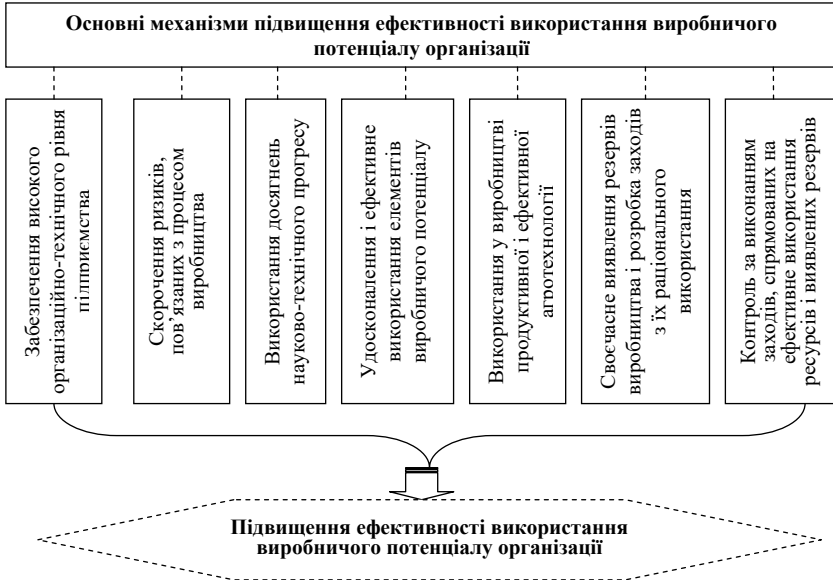 Основні механізми підвищення ефективності використання виробничого
потенціалу організації
Забезпечення високого
організаційно-технічного рівня
підприємства
Скорочення ризиків,
пов’язаних з процесом
виробництва
Використання досягнень
науково-технічного прогресу
Удосконалення і ефективне
використання елементів
виробничого потенціалу
Використання у виробництві
продуктивної і ефективної
агротехнології
Своєчасне виявлення резервів
виробництва і розробка заходів
з їх раціонального
використання
Контроль за виконанням
заходів, спрямованих на
ефективне використання
ресурсів і виявлених резервів
Підвищення ефективності використання
виробничого потенціалу організації